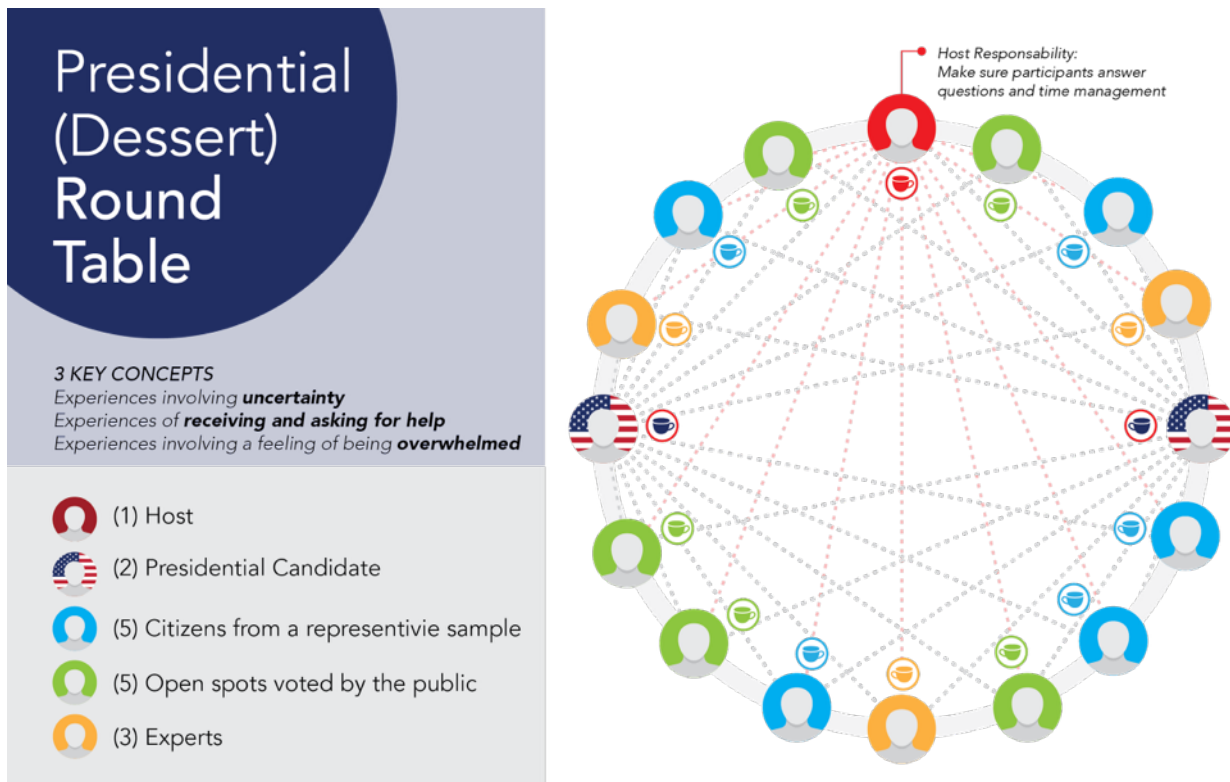 Presidential
(Dessert)
Round
Table
3 KEY CONCEPTS
Experiences involving uncertainty
Experiences of receiving and asking for help
Experiences involving a feeling of being overwhelmed
(1) Host
(2) Presidential Candidate
(5) Citizens from a representivie sample
(5) Open spots voted by the public
(3) Experts
Host Responsability:
Make sure participants answer
questions and time management